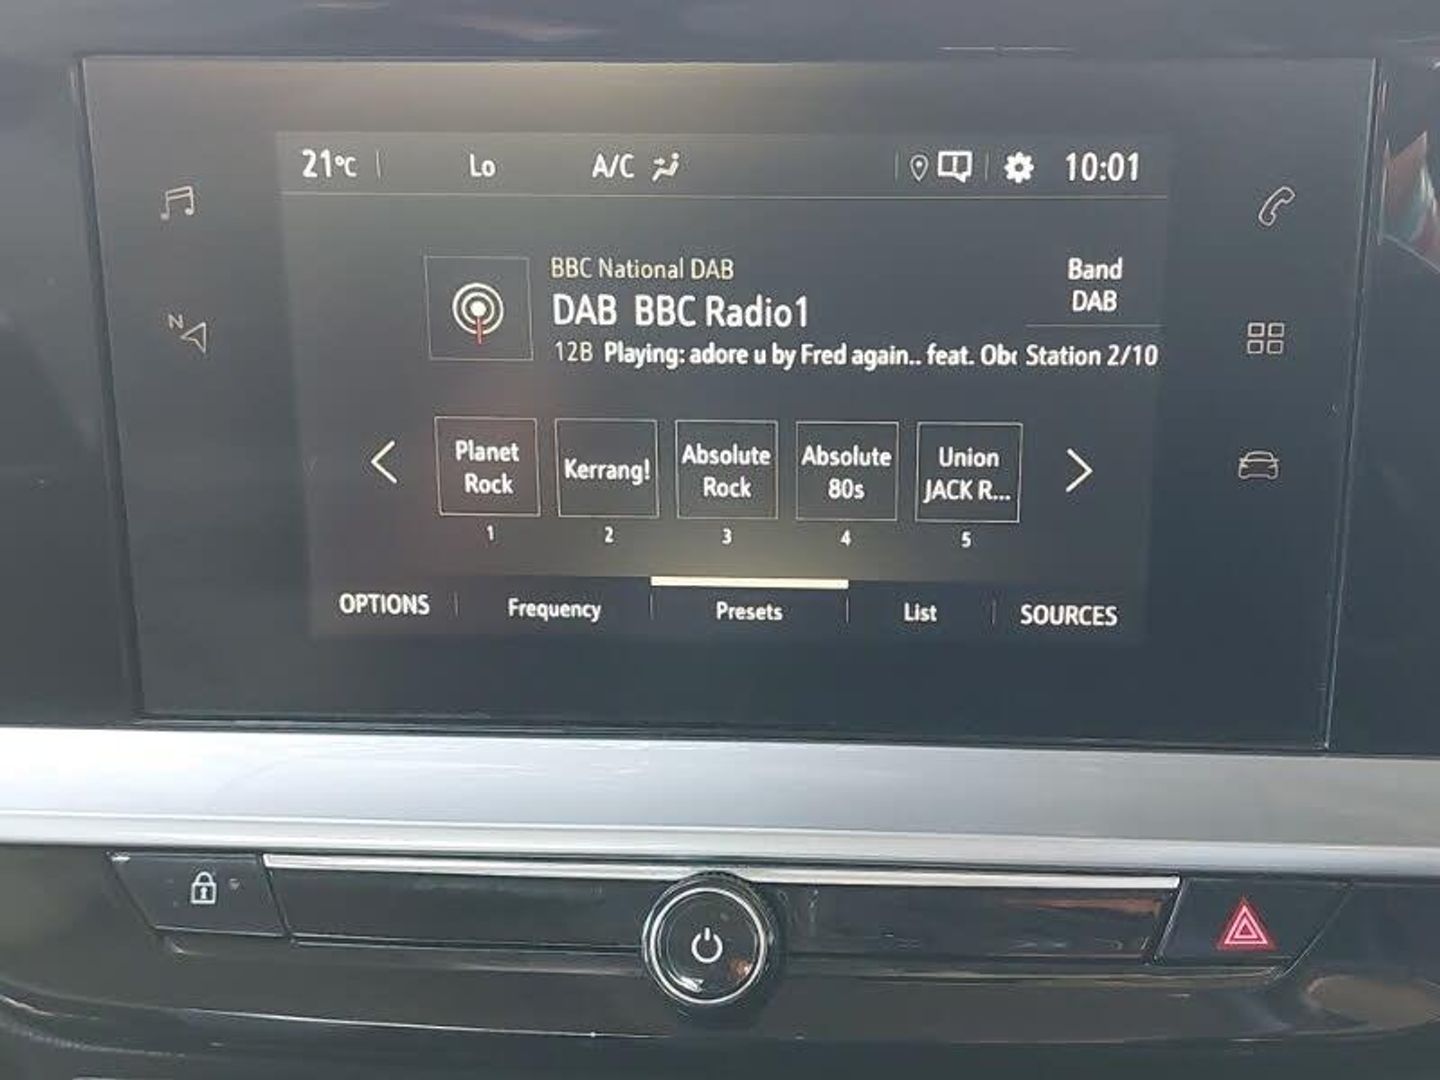 21°C Lo A/C 10:01
N
BBC National DAB
DAB BBC Radio1
Band
DAB
12B Playing: adore u by Fred again.. feat. Station 2/10
Planet
Rock
Kerrang!
Absolute
Rock
Absolute
80s
Union
JACK R...
1 2 3 4 5
OPTIONS Frequency Presets List SOURCES